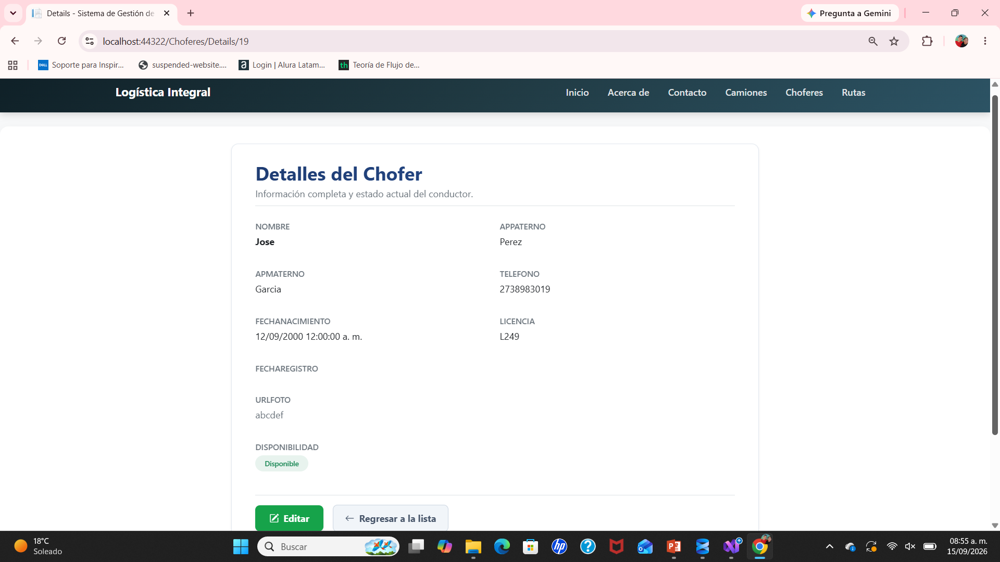 Details - Sistema de Gestión de
Pregunta a Gemini
localhost:44322/Choferes/Details/19
Soporte para Inspir...
suspended-website....
Login | Alura Latam...
Teoría de Flujo de...
Logística Integral
Inicio
Acerca de
Contacto
Camiones
Choferes
Rutas
Detalles del Chofer
Información completa y estado actual del conductor.
NOMBRE
Jose
APPATERNO
Perez
APMATERNO
Garcia
TELEFONO
2738983019
FECHANACIMIENTO
12/09/2000 12:00:00 a. m.
LICENCIA
L249
FECHAREGISTRO
URLFOTO
abcdef
DISPONIBILIDAD
Disponible
Editar
← Regresar a la lista
18°C
Soleado
Buscar
08:55 a. m.
15/09/2026